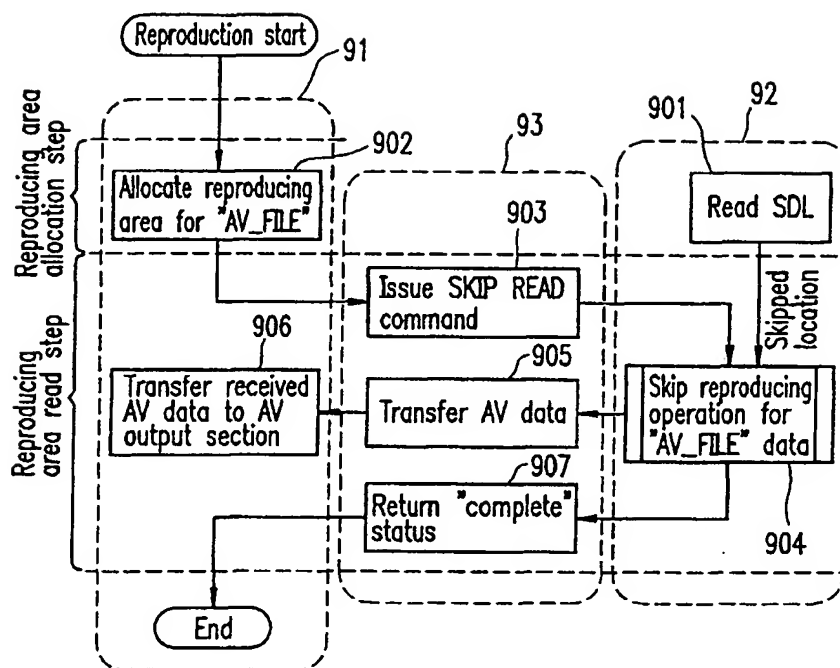 Reproduction start
91
92
901
93
902
Reproducing area
allocation step
Allocate reproducing
area for "AV_FILE"
Read SDL
903
Issue SKIP READ
command
Skipped
location
906
905
Reproducing
area read step
Transfer received
AV data to AV
output section
Transfer AV data
Skip reproducing
operation for
"AV_FILE" data
907
Return "complete"
status
904
End